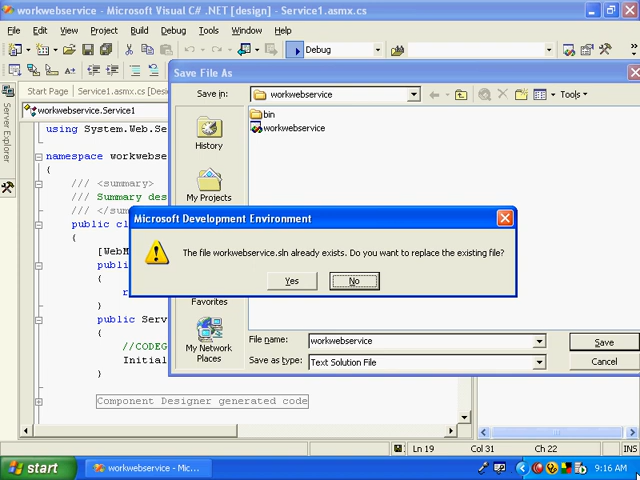 workwebservice - Microsoft Visual C# .NET [design] - Service1.asmx.cs
File Edit View Project Build Debug Tools Window Help
Debug
Start Page Service1.asmx.cs [Des
workwebservice.Service1
Server Explorer
using System.Web.Se
namespace workwebse
{
/// <summary>
/// Summary des
/// </sum
public cl
{
[WebM
publi
{
r
}
public Serv
{
//CODEG
Initial
}
Component Designer generated code
Save File As
Save in:
workwebservice
Tools
History
My Projects
Favorites
My Network
Places
bin
workwebservice
File name:
workwebservice
Save
Save as type:
Text Solution File
Cancel
Microsoft Development Environment
The file workwebservice.sln already exists. Do you want to replace the existing file?
Yes
No
Ln 19 Col 31 Ch 22 INS
start
workwebservice - Mic...
9:16 AM